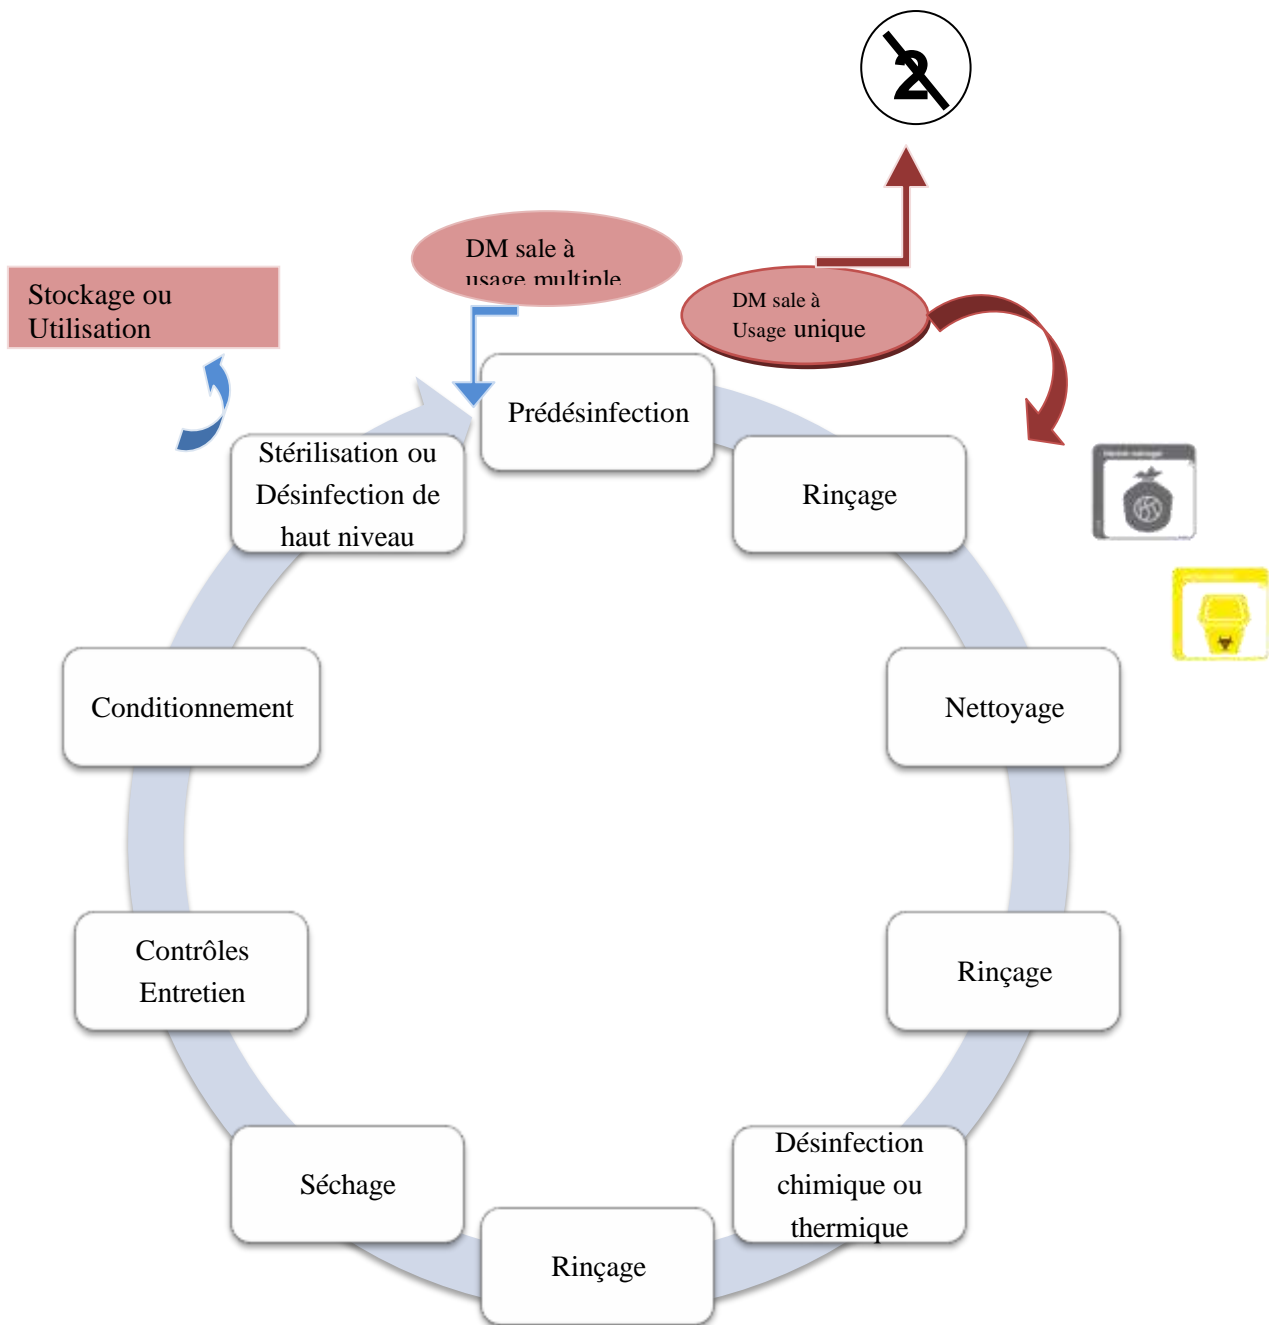 2
DM sale à
usage multiple
DM sale à
Usage unique
Stockage ou
Utilisation
Prédésinfection
Rinçage
Nettoyage
Rinçage
Désinfection
chimique ou
thermique
Rinçage
Séchage
Contrôles
Entretien
Conditionnement
Stérilisation ou
Désinfection de
haut niveau